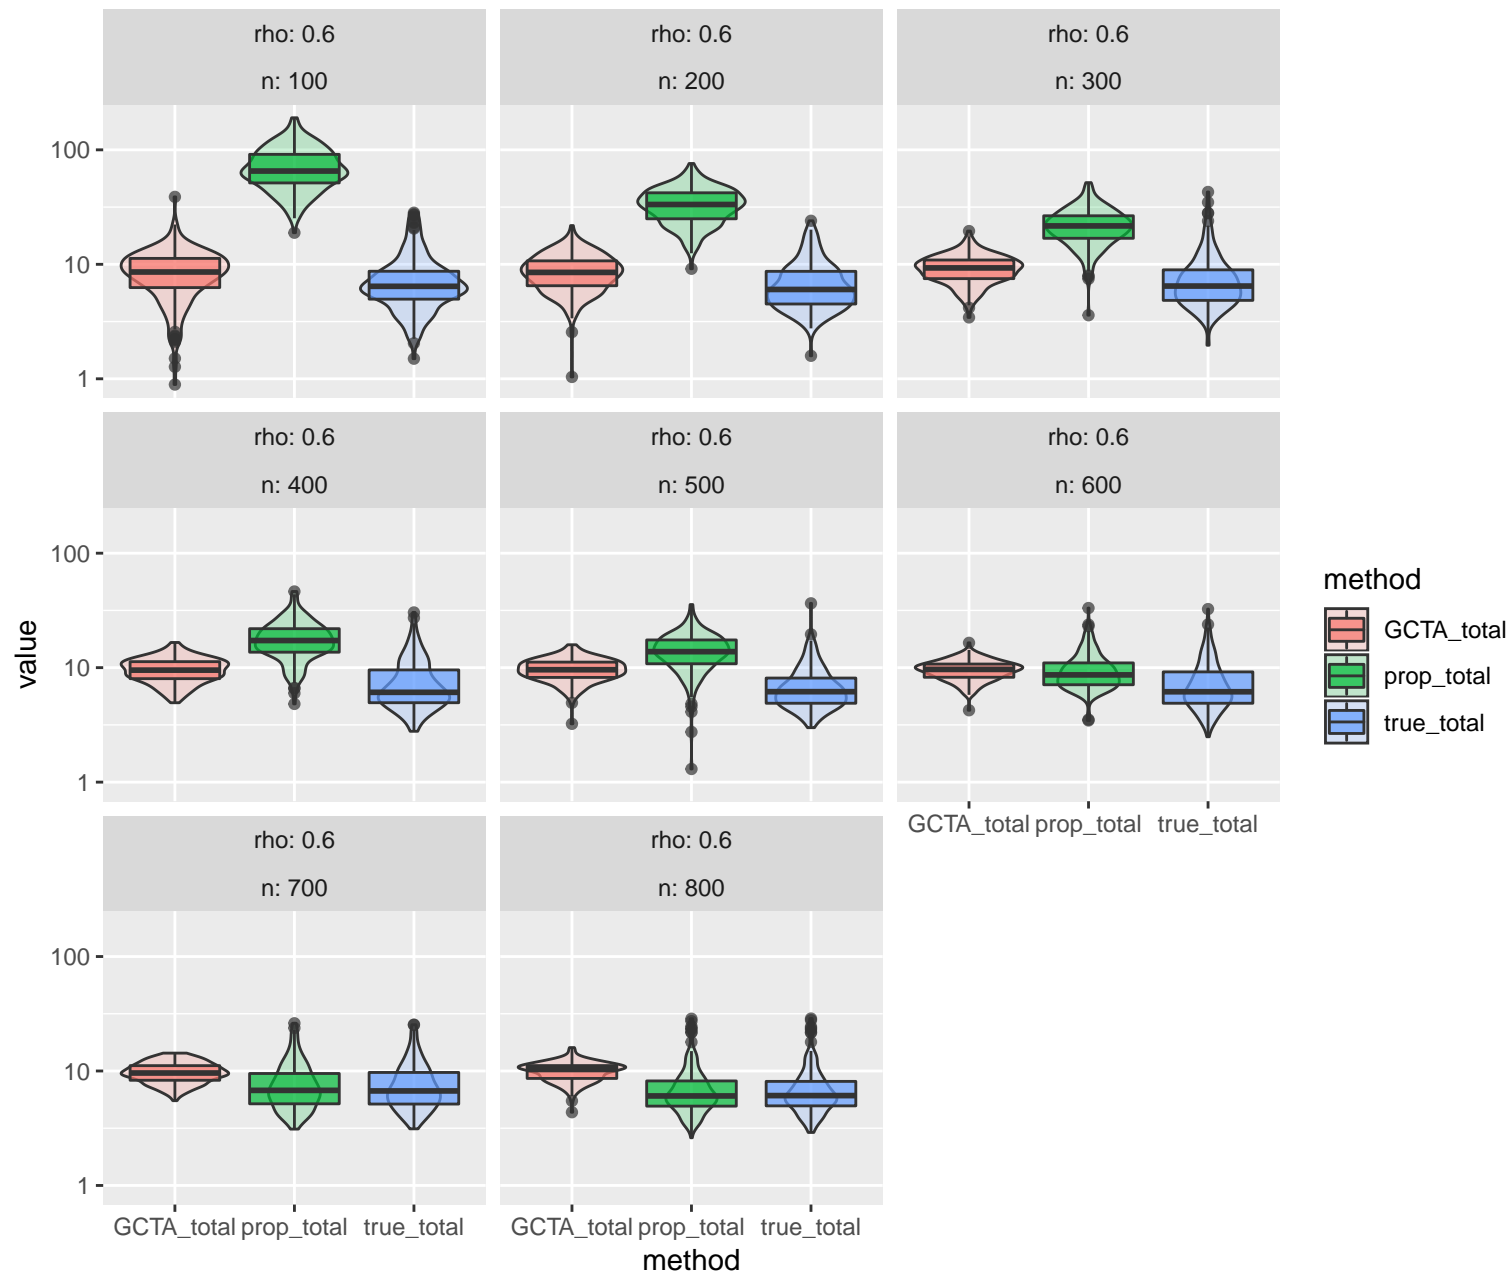 rho: 0.6 rho: 0.6 rho: 0.6
n: 100 n: 200 n: 300
100
10
1
rho: 0.6 rho: 0.6 rho: 0.6
n: 400 n: 500 n: 600
100
10
1
GCTA_total prop_total true_total
rho: 0.6 rho: 0.6
n: 700 n: 800
100
10
1
GCTA_total prop_total true_total GCTA_total prop_total true_total
method
value
method
GCTA_total
prop_total
true_total